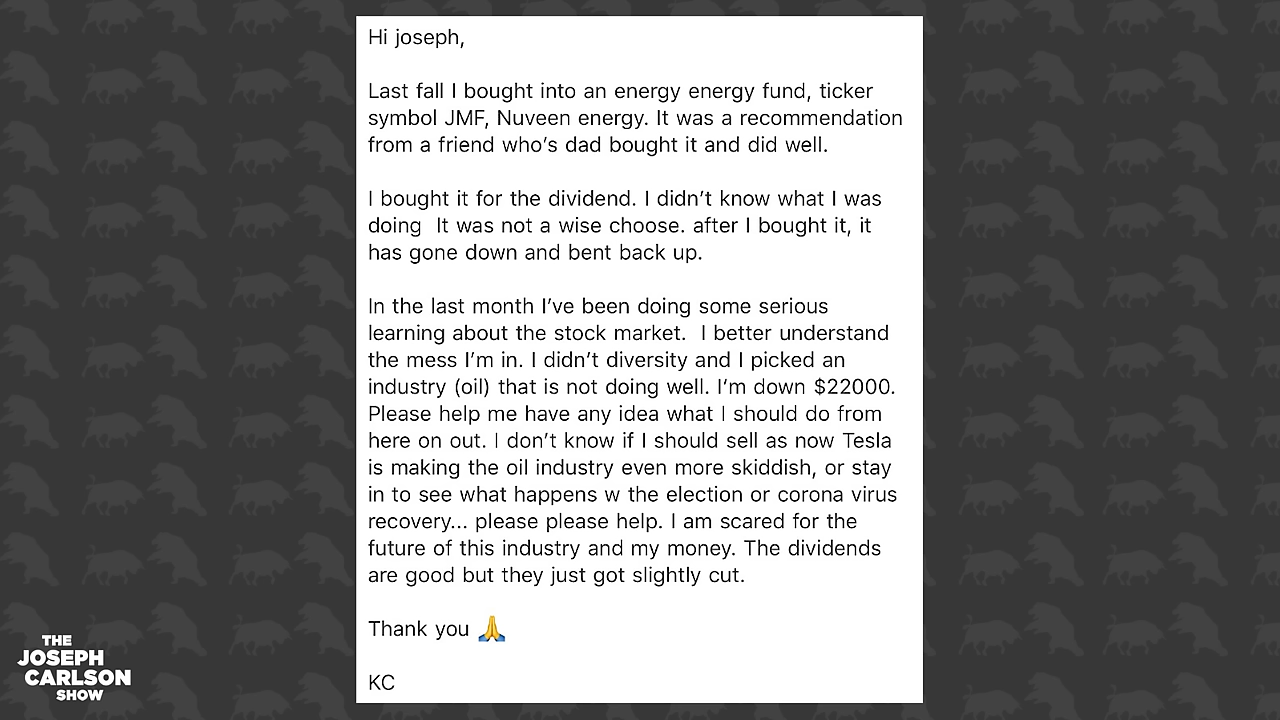 Hi joseph,
Last fall I bought into an energy energy fund, ticker
symbol JMF, Nuveen energy. It was a recommendation
from a friend who's dad bought it and did well.
I bought it for the dividend. I didn't know what I was
doing  It was not a wise choose. after I bought it, it
has gone down and bent back up.
In the last month I've been doing some serious
learning about the stock market.  I better understand
the mess I'm in. I didn't diversity and I picked an
industry (oil) that is not doing well. I'm down $22000.
Please help me have any idea what I should do from
here on out. I don't know if I should sell as now Tesla
is making the oil industry even more skiddish, or stay
in to see what happens w the election or corona virus
recovery... please please help. I am scared for the
future of this industry and my money. The dividends
are good but they just got slightly cut.
Thank you 🙏
KC
THE
JOSEPH
CARLSON
SHOW